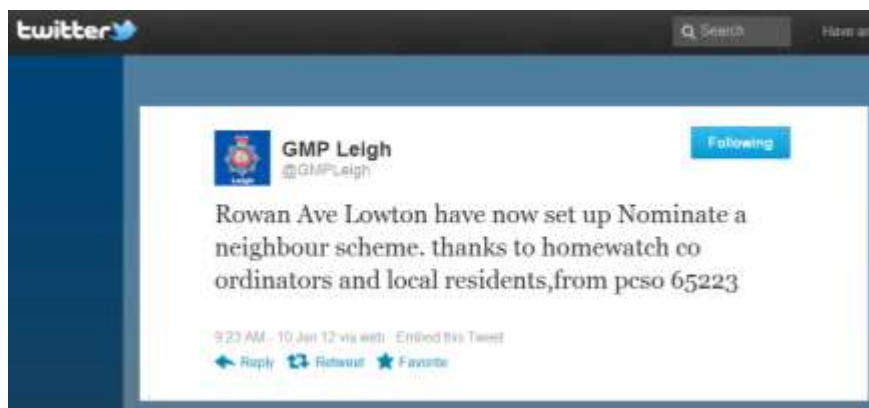 twitter
Search
Have an
GMP Leigh
@GMPLeigh
Following
Rowan Ave Lowton have now set up Nominate a
neighbour scheme. thanks to homewatch co
ordinators and local residents,from pcso 65223
9:23 AM - 10 Jan 12 via web · Embed this Tweet
Reply Retweet Favorite